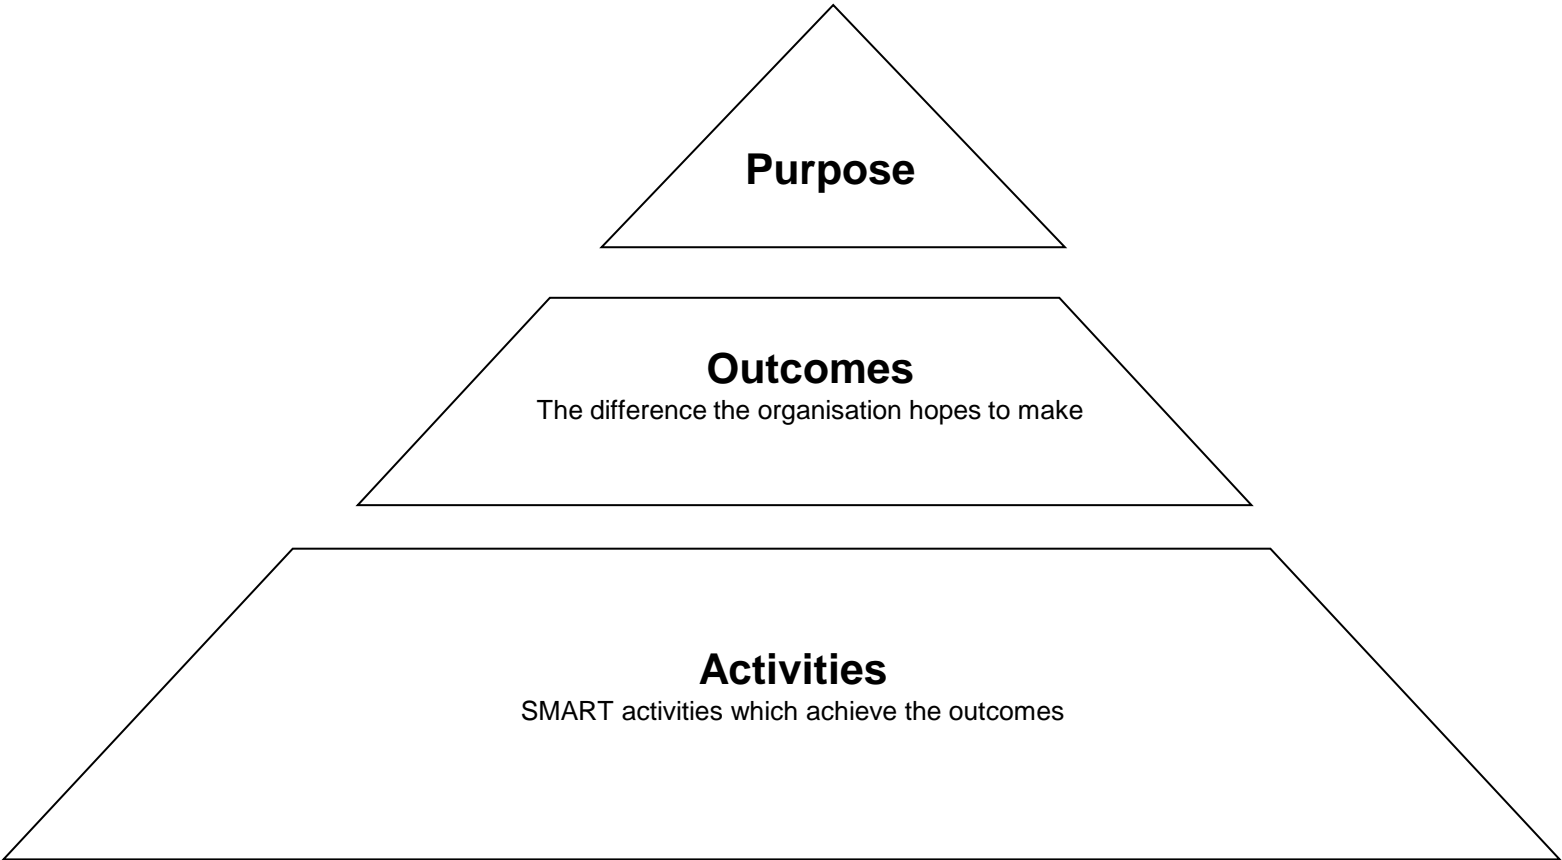 Purpose
Outcomes
The difference the organisation hopes to make
Activities
SMART activities which achieve the outcomes